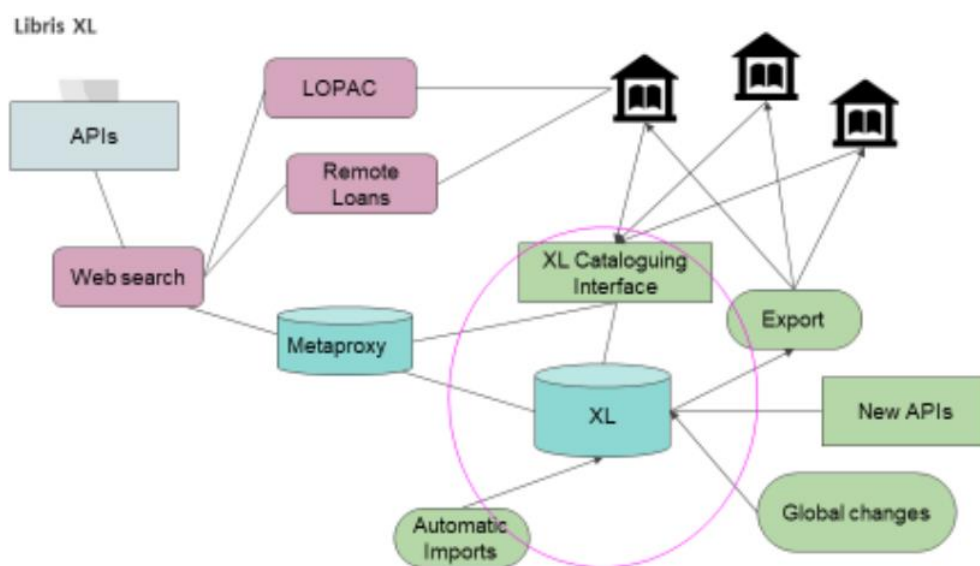 Libris XL
LOPAC
APIs
Remote
Loans
Web search
XL Cataloguing
Interface
Metaproxy
Export
XL
New APIs
Automatic
Imports
Global changes